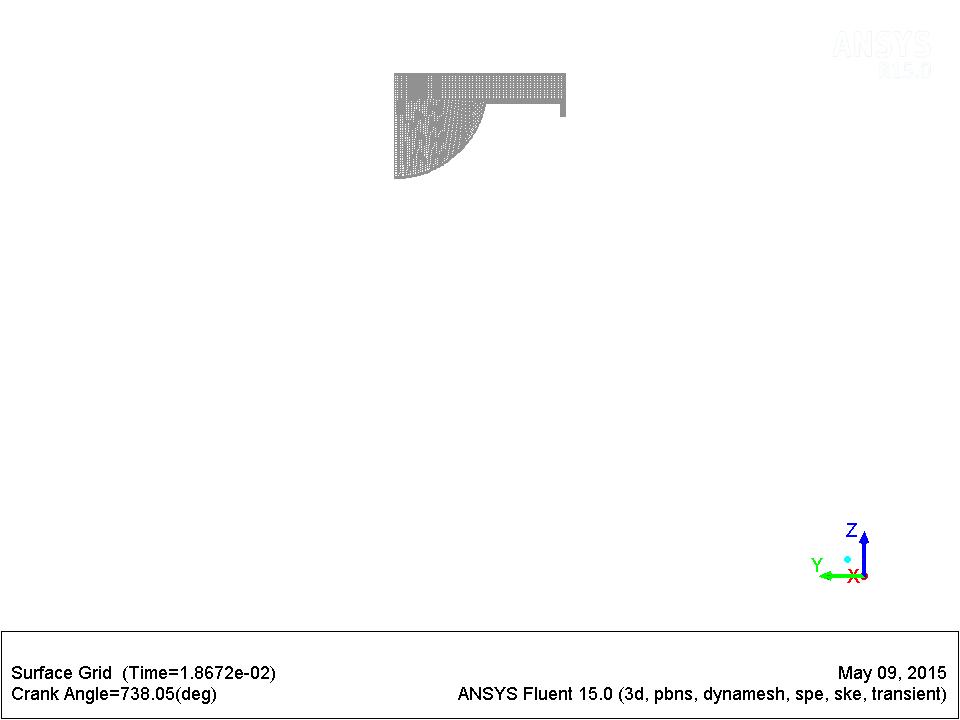 ANSYS
R15.0
Z
Y
X
Surface Grid  (Time=1.8672e-02)
May 09, 2015
Crank Angle=738.05(deg)
ANSYS Fluent 15.0 (3d, pbns, dynamesh, spe, ske, transient)